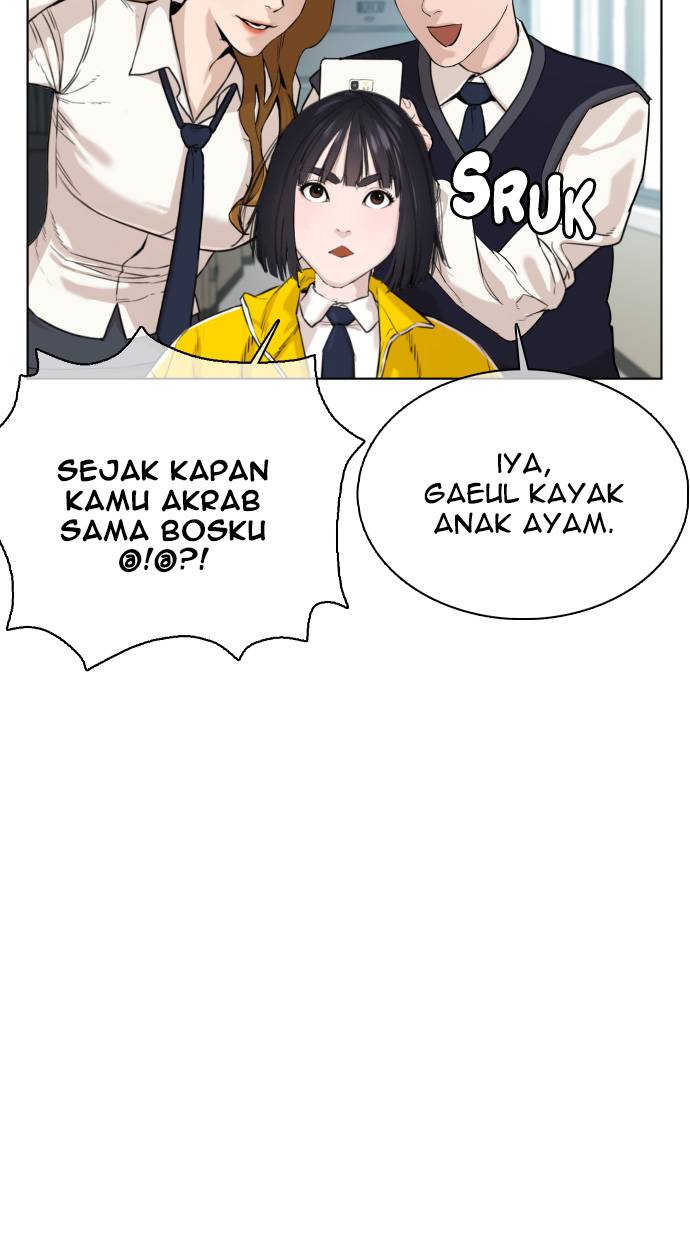 SRUK
SEJAK KAPAN
KAMU AKRAB
SAMA BOSKU
@!@?!
IYA,
GAEUL KAYAK
ANAK AYAM.